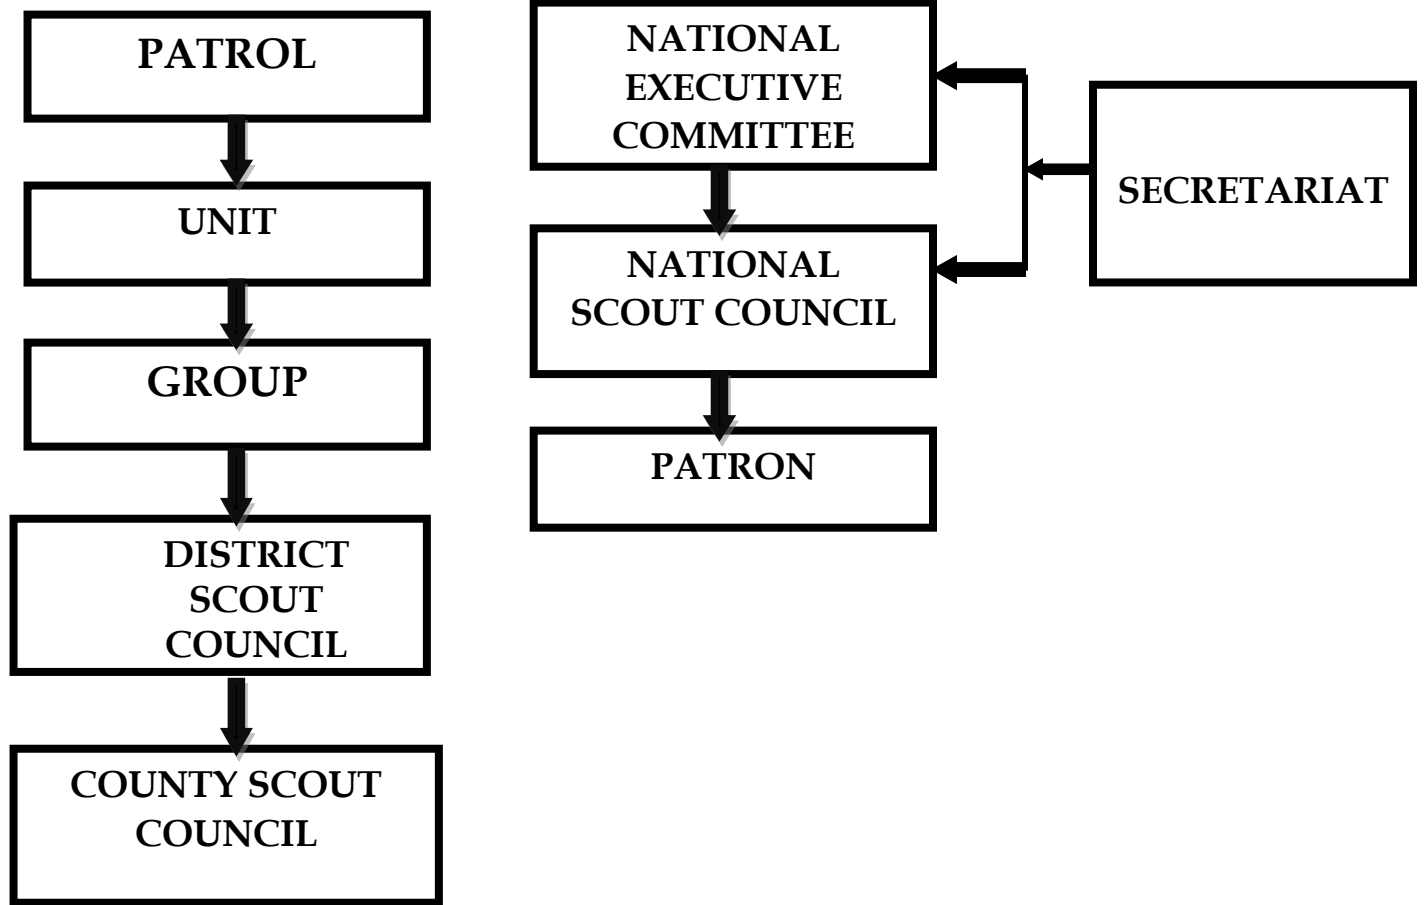 PATROL
UNIT
GROUP
DISTRICT
SCOUT
COUNCIL
COUNTY SCOUT
COUNCIL
NATIONAL
EXECUTIVE
COMMITTEE
NATIONAL
SCOUT COUNCIL
PATRON
SECRETARIAT